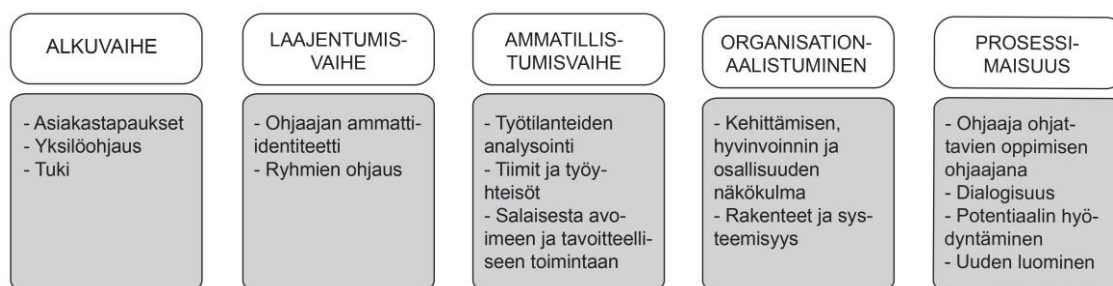 ALKUVAIHE
- Asiakastapaukset
- Yksilöohjaus
- Tuki
LAAJENTUMIS-
VAIHE
- Ohjaajan ammatti-
identiteetti
- Ryhmien ohjaus
AMMATILLIS-
TUMISVAIHE
- Työtilanteiden
analysointi
- Tiimit ja työy-
hteisöt
- Salaisesta avo-
imeen ja tavoitteelli-
seen toimintaan
ORGANISATION-
AALISTUMINEN
- Kehittämisen,
hyvinvoinnin ja
osallisuuden
näkökulma
- Rakenteet ja sys-
teemisyys
PROSESSI-
MAISUUS
- Ohjaaja ohjat-
tavien oppimisen
ohjaajana
- Dialogisuus
- Potentiaalin hyö-
dyntäminen
- Uuden luominen